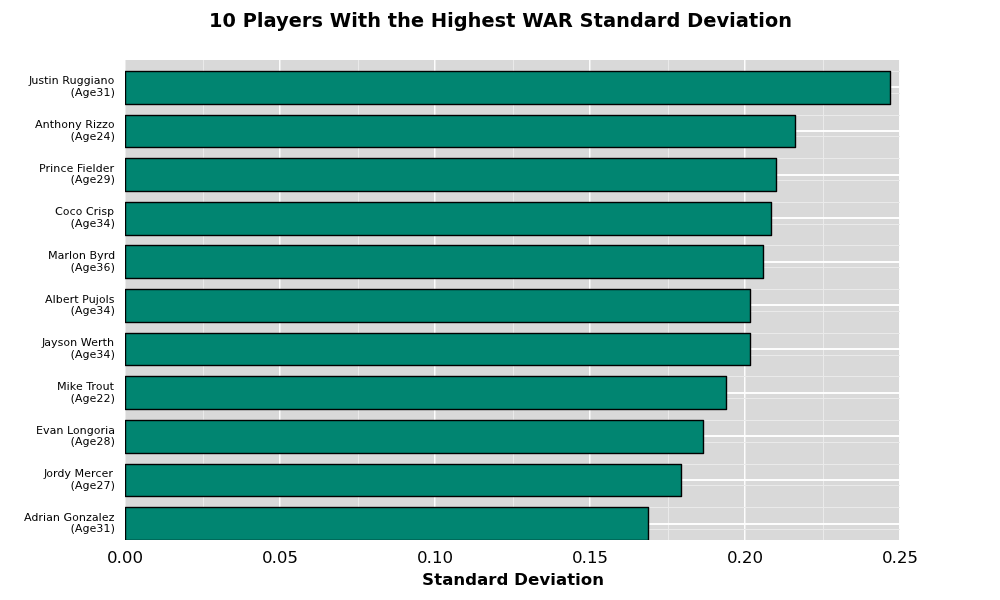 10 Players With the Highest WAR Standard Deviation
Justin Ruggiano
(Age31)
Anthony Rizzo
(Age24)
Prince Fielder
(Age29)
Coco Crisp
(Age34)
Marlon Byrd
(Age36)
Albert Pujols
(Age34)
Jayson Werth
(Age34)
Mike Trout
(Age22)
Evan Longoria
(Age28)
Jordy Mercer
(Age27)
Adrian Gonzalez
(Age31)
0.00 0.05 0.10 0.15 0.20 0.25
Standard Deviation